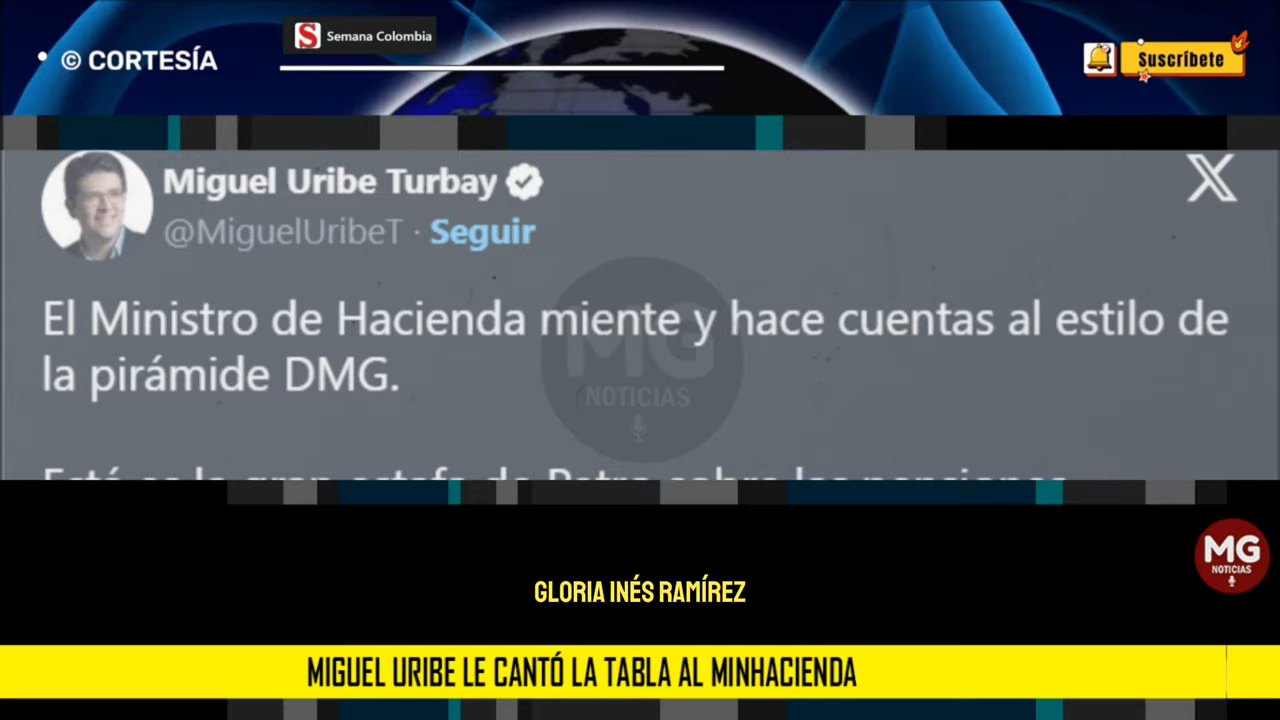 © CORTESÍA
S Semana Colombia
Suscríbete
Miguel Uribe Turbay
@MiguelUribeT · Seguir
El Ministro de Hacienda miente y hace cuentas al estilo de
la pirámide DMG.
MG
NOTICIAS
GLORIA INÉS RAMÍREZ
MG
NOTICIAS
MIGUEL URIBE LE CANTÓ LA TABLA AL MINHACIENDA